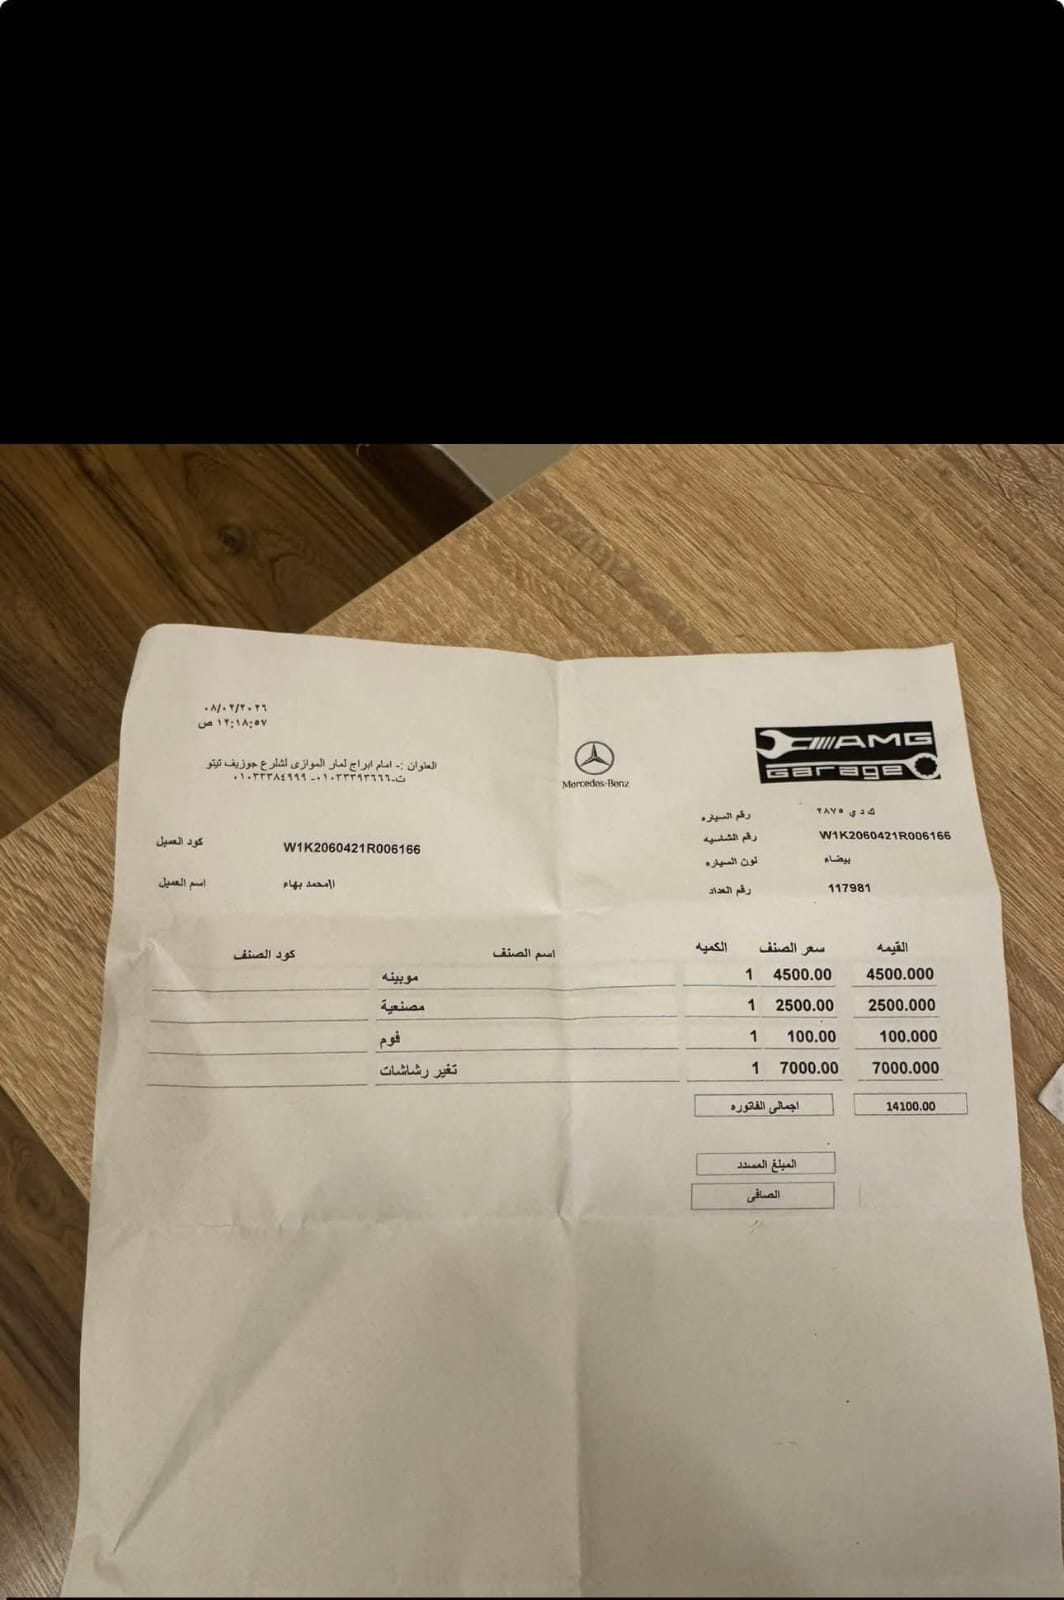 ٠٨/٠٢/٢٠٢٦
١٢:١٨:٥٧ ص
AMG
Garage
Mercedes-Benz
العنوان :- امام ابراج لمار الموازى لشارع جوزيف تيتو
ت-٠١٠٢٣٣٩٣٦٦٦ - ٠١٠٣٣٣٨٤٩٩٩
رقم السياره ك د ي ٢٨٧٥
رقم الشاسيه W1K2060421R006166
لون السياره بيضاء
رقم العداد 117981
كود العميل W1K2060421R006166
اسم العميل ا/محمد بهاء
كود الصنف اسم الصنف الكميه سعر الصنف القيمه
موبينه 1 4500.00 4500.000
مصنعية 1 2500.00 2500.000
فوم 1 100.00 100.000
تغير رشاشات 1 7000.00 7000.000
اجمالى الفاتوره 14100.00
المبلغ المسدد
الصافى